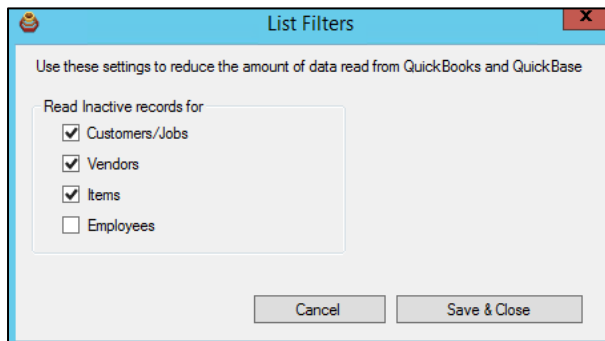 List Filters
x
Use these settings to reduce the amount of data read from QuickBooks and QuickBase
Read Inactive records for
Customers/Jobs
Vendors
Items
Employees
Cancel Save & Close